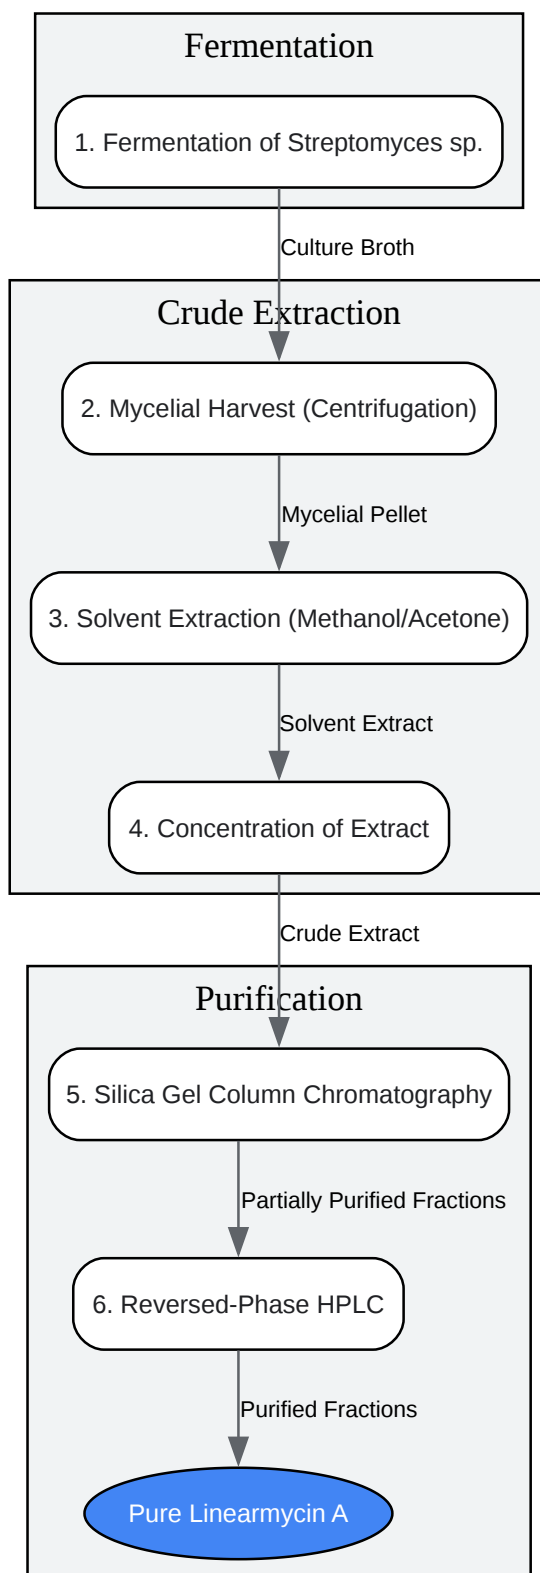 Fermentation
1. Fermentation of Streptomyces sp.
Culture Broth
Crude Extraction
2. Mycelial Harvest (Centrifugation)
Mycelial Pellet
3. Solvent Extraction (Methanol/Acetone)
Solvent Extract
4. Concentration of Extract
Crude Extract
Purification
5. Silica Gel Column Chromatography
Partially Purified Fractions
6. Reversed-Phase HPLC
Purified Fractions
Pure Linearmycin A